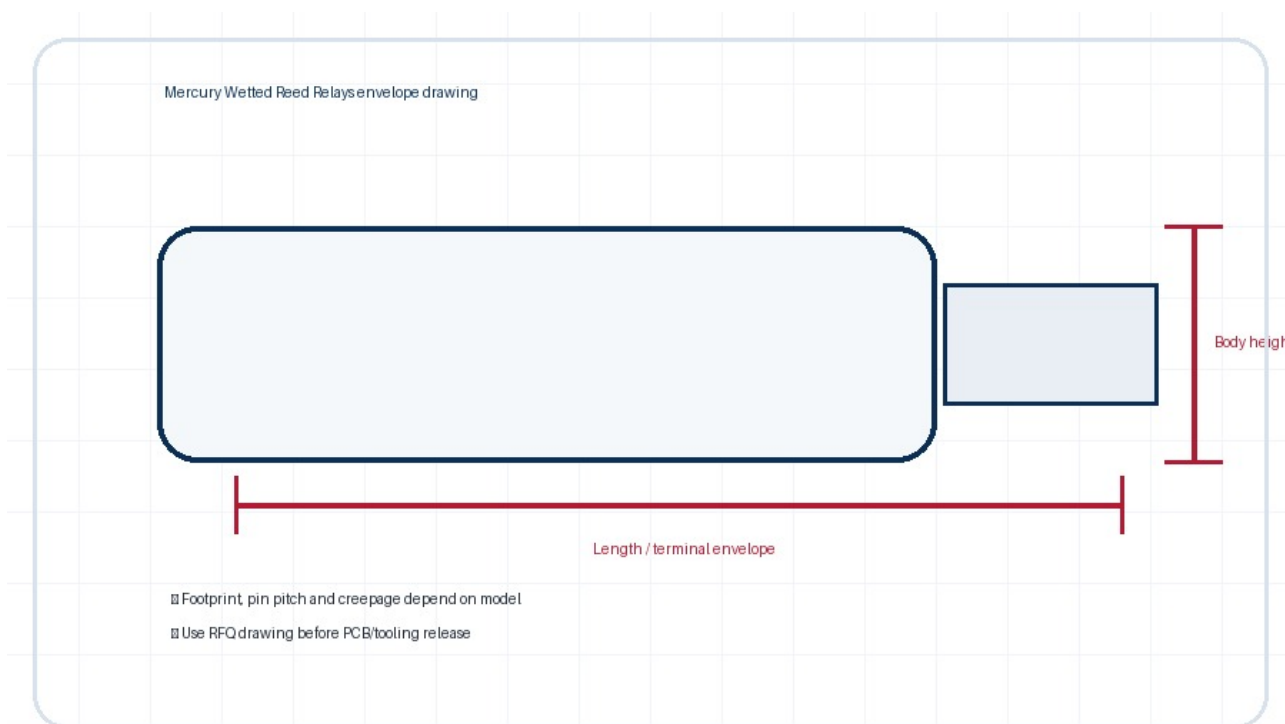 Mercury Wetted Reed Relays envelope drawing
Body heigh
Length / terminal envelope
Footprint, pin pitch and creepage depend on model
Use RFQ drawing before PCB/tooling release